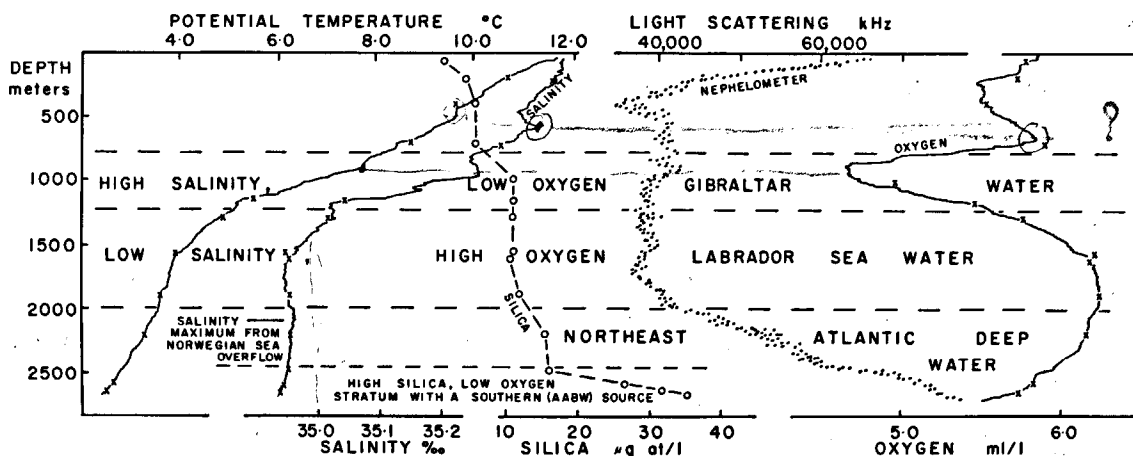 POTENTIAL TEMPERATURE °C LIGHT SCATTERING kHz
4.0 6.0 8.0 10.0 12.0 40,000 60,000
DEPTH
meters
NEPHELOMETER
SALINITY
500
OXYGEN
1000
HIGH SALINITY LOW OXYGEN GIBRALTAR WATER
1500
LOW SALINITY HIGH OXYGEN LABRADOR SEA WATER
2000
SILICA
SALINITY
MAXIMUM FROM
NORWEGIAN SEA
OVERFLOW
NORTHEAST ATLANTIC DEEP
WATER
2500
HIGH SILICA, LOW OXYGEN
STRATUM WITH A SOUTHERN (AABW) SOURCE
35.0 35.1 35.2 10 20 30 40 5.0 6.0
SALINITY ‰ SILICA µg at/l OXYGEN ml/l